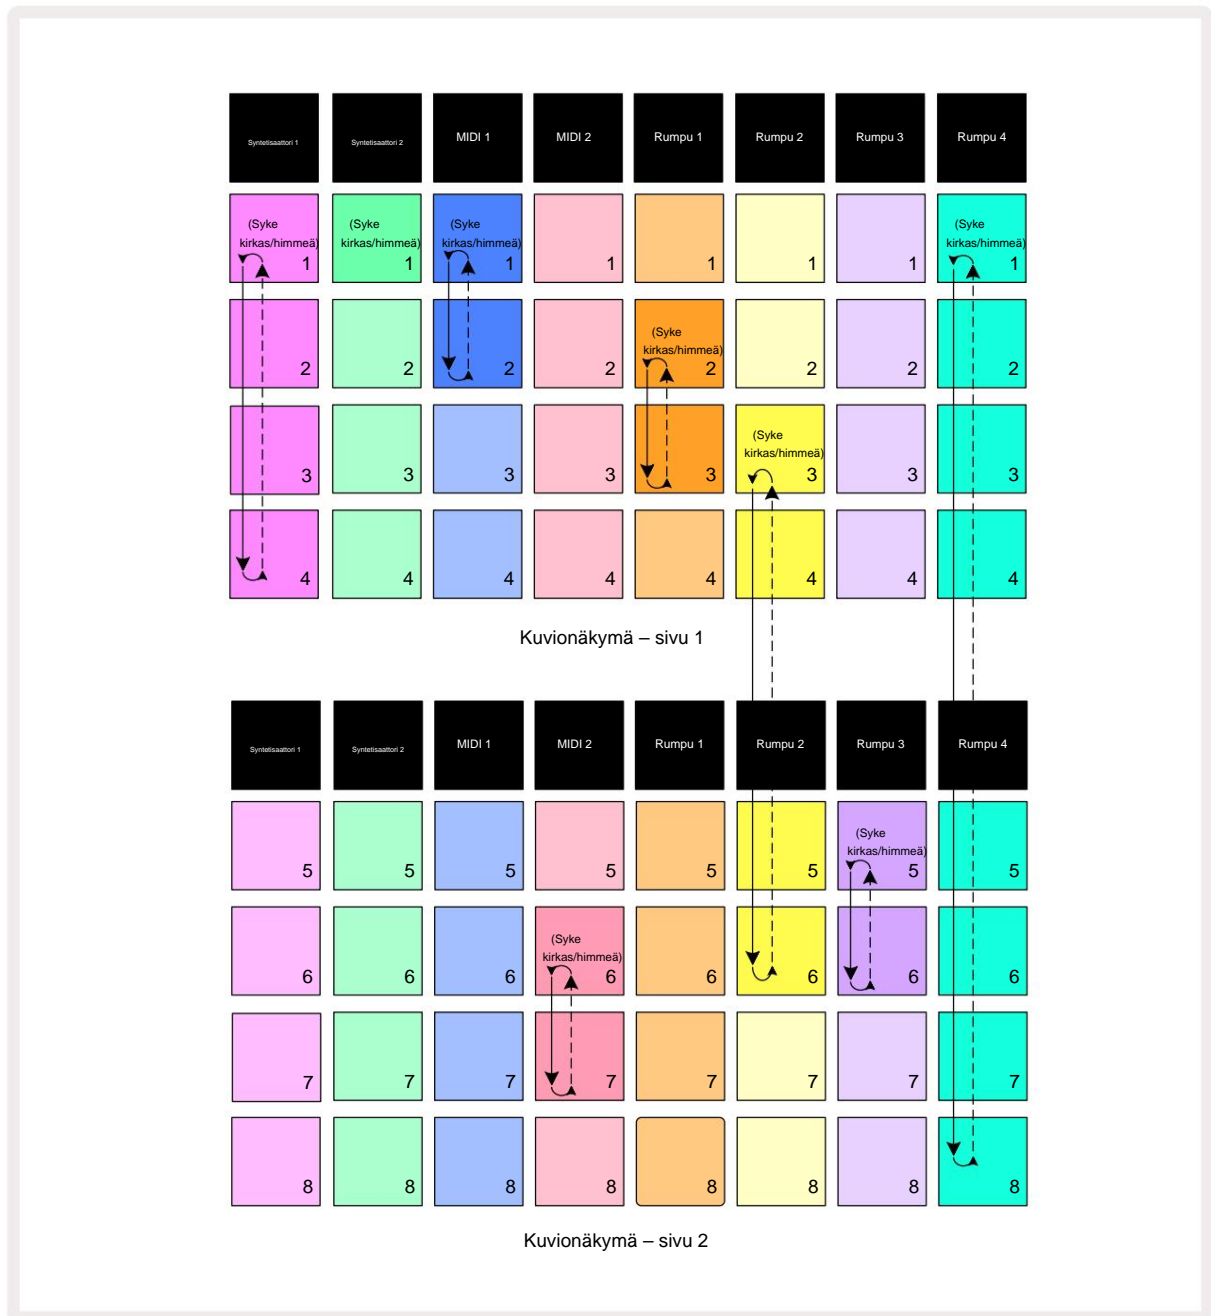 Syntetisaattori 1 Syntetisaattori 2 MIDI 1 MIDI 2 Rumpu 1 Rumpu 2 Rumpu 3 Rumpu 4
(Syke (Syke (Syke (Syke
kirkas/himmeä) kirkas/himmeä) kirkas/himmeä) kirkas/himmeä)
1 1 1 1 1 1 1 1
(Syke
kirkas/himmeä)
2 2 2 2 2 2 2 2
(Syke
kirkas/himmeä)
3 3 3 3 3 3 3 3
4 4 4 4 4 4 4 4
Kuvionäkymä – sivu 1
Syntetisaattori 1 Syntetisaattori 2 MIDI 1 MIDI 2 Rumpu 1 Rumpu 2 Rumpu 3 Rumpu 4
(Syke
kirkas/himmeä)
5 5 5 5 5 5 5 5
(Syke
kirkas/himmeä)
6 6 6 6 6 6 6 6
7 7 7 7 7 7 7 7
8 8 8 8 8 8 8 8
Kuvionäkymä – sivu 2